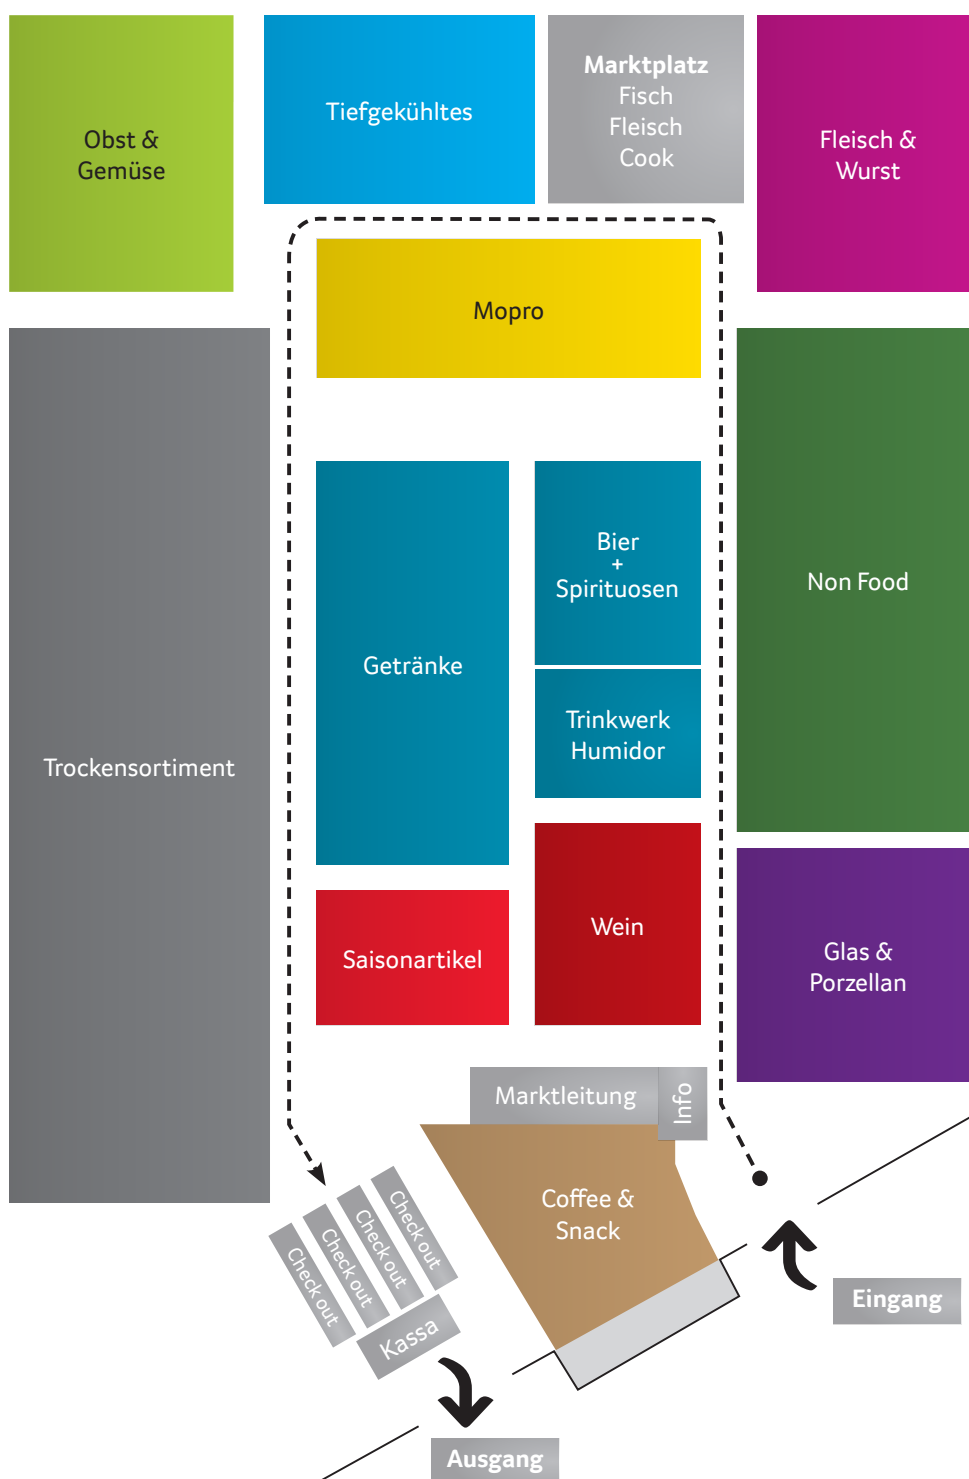 Obst &
Gemüse
Tiefgekühltes
Marktplatz
Fisch
Fleisch
Cook
Fleisch &
Wurst
Mopro
Trockensortiment
Getränke
Bier
+
Spirituosen
Trinkwerk
Humidor
Non Food
Saisonartikel
Wein
Glas &
Porzellan
Marktleitung
Info
Coffee &
Snack
Check out
Check out
Check out
Check out
Kassa
Eingang
Ausgang